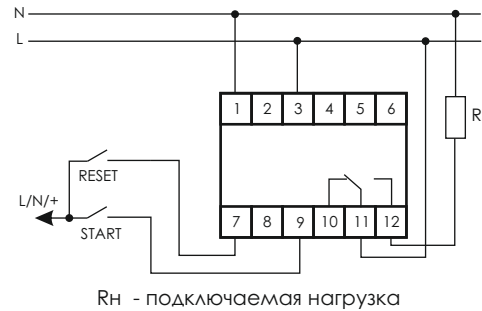 N
L
1 2 3 4 5 6
R
RESET
L/N/+
START
10 11 12
7 8 9
Rн - подключаемая нагрузка